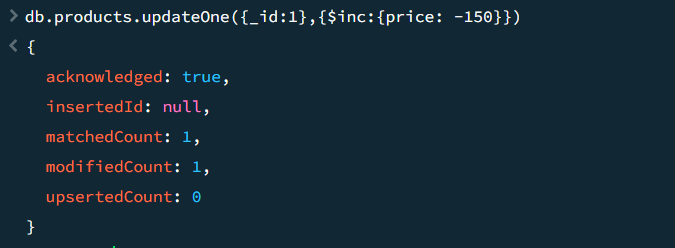 > db.products.updateOne({_id:1},{$inc:{price: -150}})
< {
acknowledged: true,
insertedId: null,
matchedCount: 1,
modifiedCount: 1,
upsertedCount: 0
}